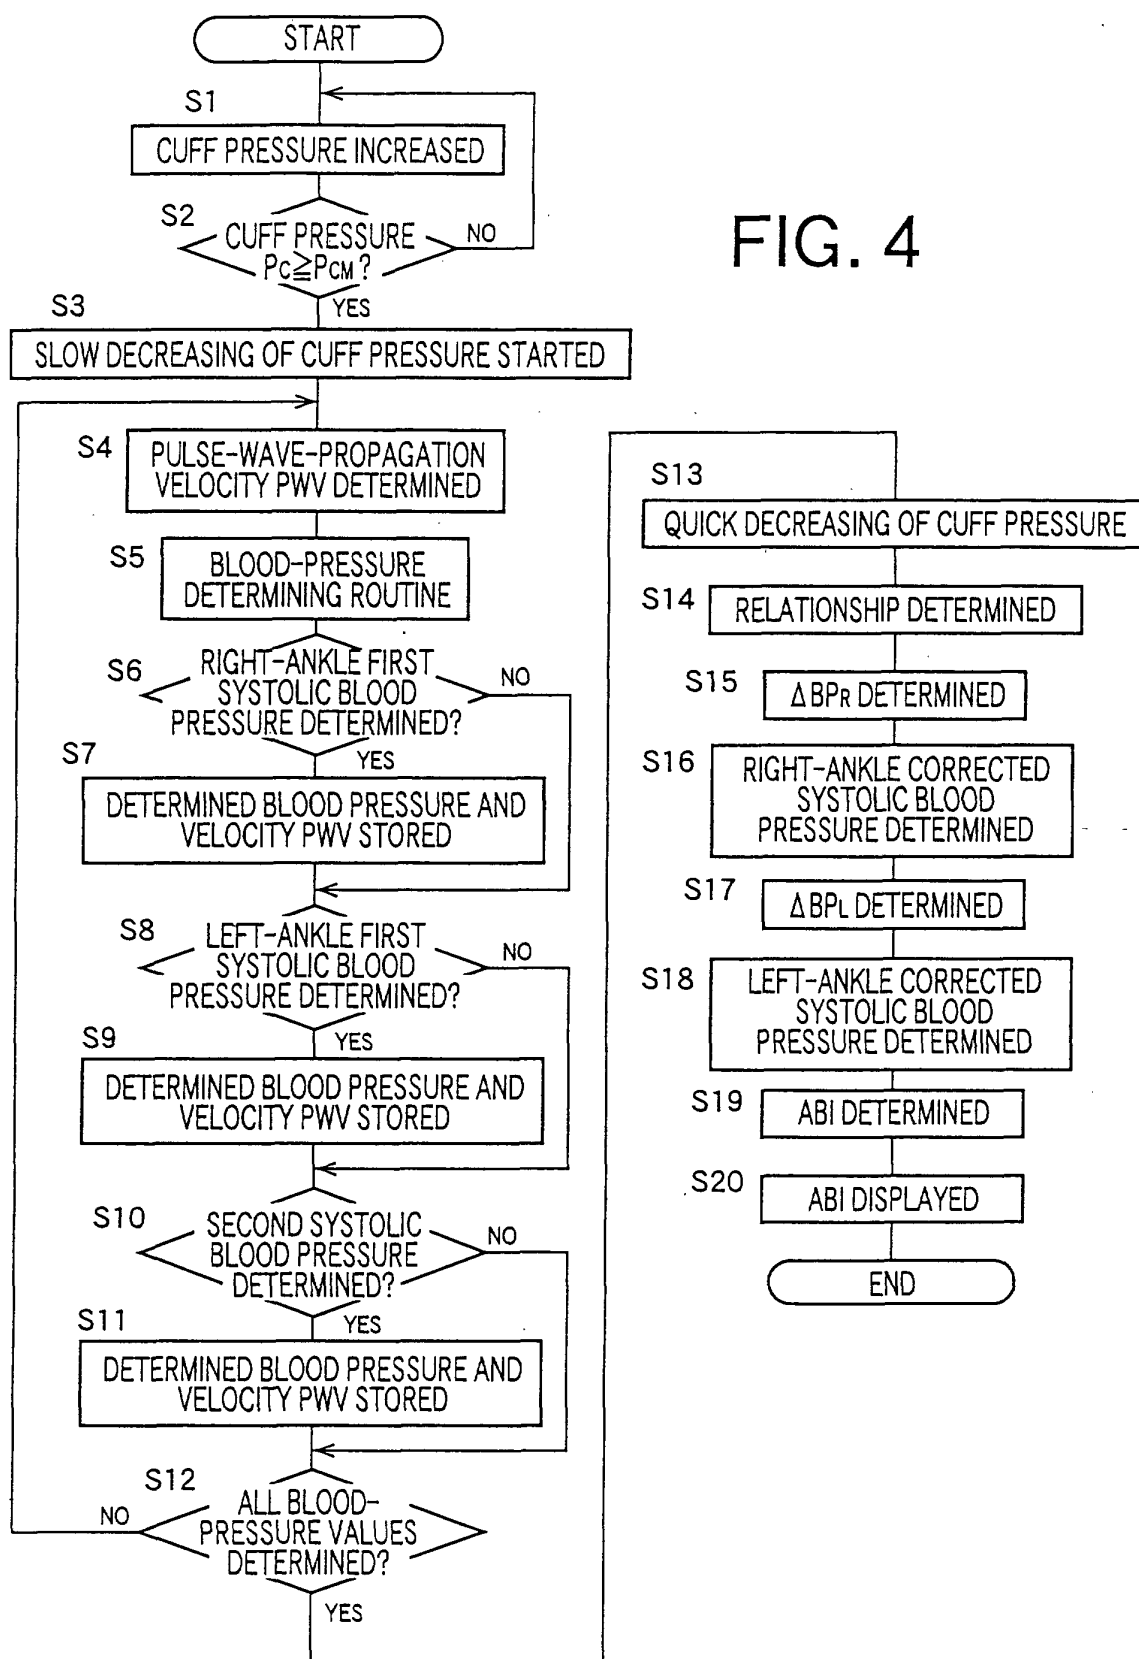 START
S1
CUFF PRESSURE INCREASED
S2
CUFF PRESSURE
PC≧PCM?
NO
YES
S3
SLOW DECREASING OF CUFF PRESSURE STARTED
S4
PULSE-WAVE-PROPAGATION
VELOCITY PWV DETERMINED
S5
BLOOD-PRESSURE
DETERMINING ROUTINE
S6
RIGHT-ANKLE FIRST
SYSTOLIC BLOOD
PRESSURE DETERMINED?
NO
YES
S7
DETERMINED BLOOD PRESSURE AND
VELOCITY PWV STORED
S8
LEFT-ANKLE FIRST
SYSTOLIC BLOOD
PRESSURE DETERMINED?
NO
YES
S9
DETERMINED BLOOD PRESSURE AND
VELOCITY PWV STORED
S10
SECOND SYSTOLIC
BLOOD PRESSURE
DETERMINED?
NO
YES
S11
DETERMINED BLOOD PRESSURE AND
VELOCITY PWV STORED
S12
ALL BLOOD-
PRESSURE VALUES
DETERMINED?
NO
YES
FIG. 4
S13
QUICK DECREASING OF CUFF PRESSURE
S14
RELATIONSHIP DETERMINED
S15
ΔBPR DETERMINED
S16
RIGHT-ANKLE CORRECTED
SYSTOLIC BLOOD
PRESSURE DETERMINED
S17
ΔBPL DETERMINED
S18
LEFT-ANKLE CORRECTED
SYSTOLIC BLOOD
PRESSURE DETERMINED
S19
ABI DETERMINED
S20
ABI DISPLAYED
END